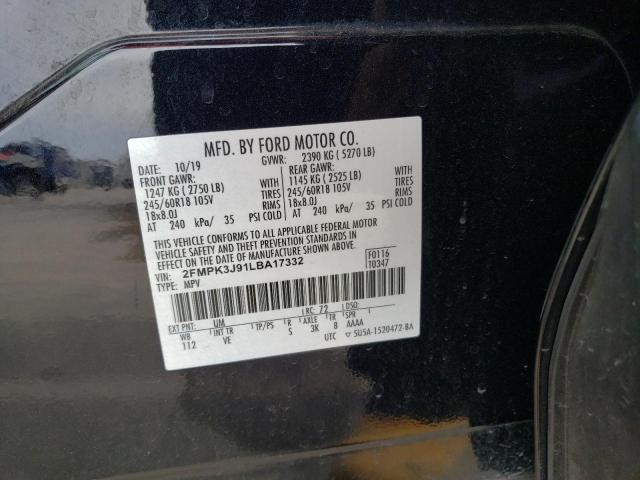 MFD. BY FORD MOTOR CO.
DATE: 10/19 GVWR: 2390 KG ( 5270 LB)
FRONT GAWR: REAR GAWR:
1247 KG ( 2750 LB) WITH 1145 KG ( 2525 LB) WITH
245/60R18 105V TIRES 245/60R18 105V TIRES
18x8.0J RIMS 18x8.0J RIMS
AT 240 kPa/ 35 PSI COLD AT 240 kPa/ 35 PSI COLD
THIS VEHICLE CONFORMS TO ALL APPLICABLE FEDERAL MOTOR
VEHICLE SAFETY AND BUMPER STANDARDS IN EFFECT ON THE DATE OF
MANUFACTURE SHOWN ABOVE.
VIN: 2FMPK3J91LBA17332 F0116
TYPE: MPV T0347
EXT PNT: UM RC: 72 DSO:
WB INT TR TP/PS R AXLE TR SPR
112 VE S 3K 8 AAAA
UTC ▽ 5U5A-1520472-BA